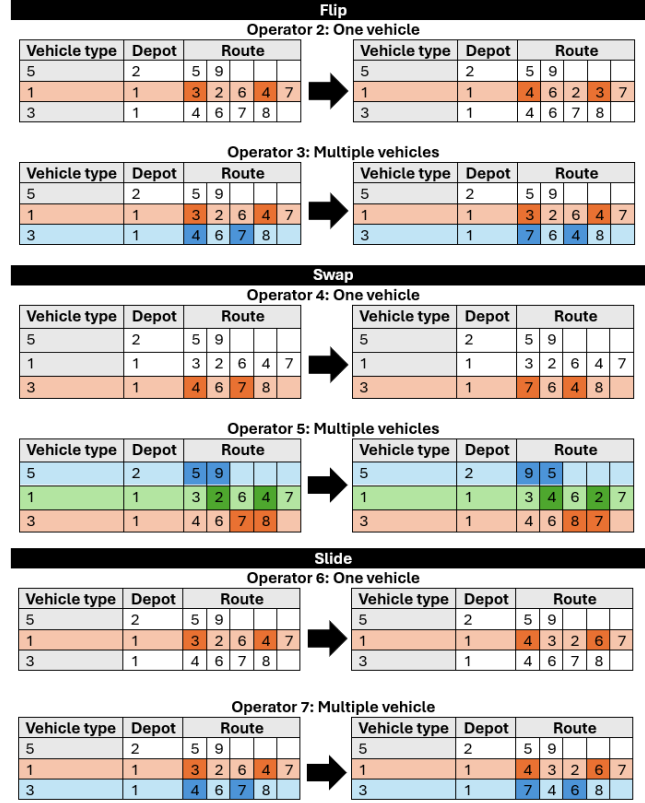 Flip
Operator 2: One vehicle
Vehicle type Depot Route Vehicle type Depot Route
5 2 5 9 5 2 5 9
1 1 3 2 6 4 7 1 1 4 6 2 3 7
3 1 4 6 7 8 3 1 4 6 7 8
Operator 3: Multiple vehicles
Vehicle type Depot Route Vehicle type Depot Route
5 2 5 9 5 2 5 9
1 1 3 2 6 4 7 1 1 3 2 6 4 7
3 1 4 6 7 8 3 1 7 6 4 8
Swap
Operator 4: One vehicle
Vehicle type Depot Route Vehicle type Depot Route
5 2 5 9 5 2 5 9
1 1 3 2 6 4 7 1 1 3 2 6 4 7
3 1 4 6 7 8 3 1 7 6 4 8
Operator 5: Multiple vehicles
Vehicle type Depot Route Vehicle type Depot Route
5 2 5 9 5 2 9 5
1 1 3 2 6 4 7 1 1 3 4 6 2 7
3 1 4 6 7 8 3 1 4 6 8 7
Slide
Operator 6: One vehicle
Vehicle type Depot Route Vehicle type Depot Route
5 2 5 9 5 2 5 9
1 1 3 2 6 4 7 1 1 4 3 2 6 7
3 1 4 6 7 8 3 1 4 6 7 8
Operator 7: Multiple vehicle
Vehicle type Depot Route Vehicle type Depot Route
5 2 5 9 5 2 5 9
1 1 3 2 6 4 7 1 1 4 3 2 6 7
3 1 4 6 7 8 3 1 7 4 6 8